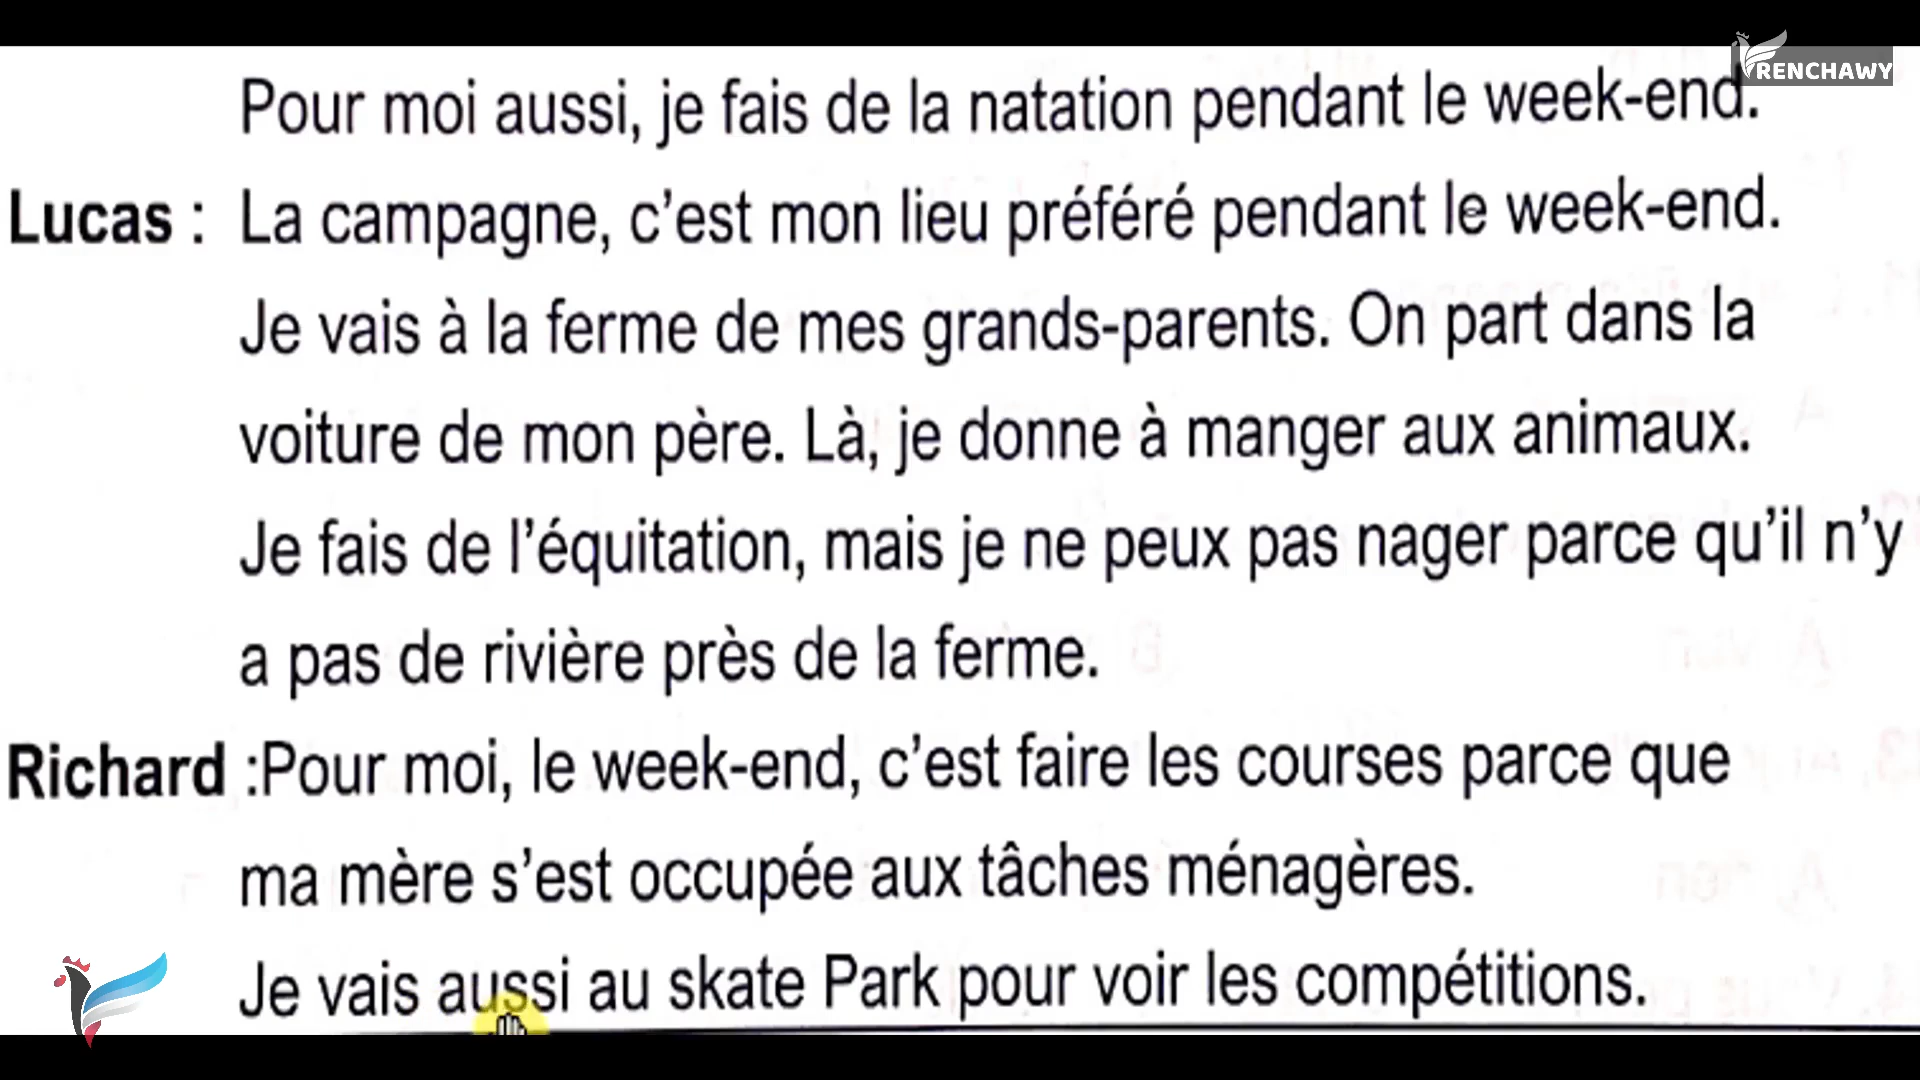 RENCHAWY
Pour moi aussi, je fais de la natation pendant le week-end.
Lucas : La campagne, c'est mon lieu préféré pendant le week-end.
Je vais à la ferme de mes grands-parents. On part dans la
voiture de mon père. Là, je donne à manger aux animaux.
Je fais de l'équitation, mais je ne peux pas nager parce qu'il n'y
a pas de rivière près de la ferme.
Richard :Pour moi, le week-end, c'est faire les courses parce que
ma mère s'est occupée aux tâches ménagères.
Je vais aussi au skate Park pour voir les compétitions.